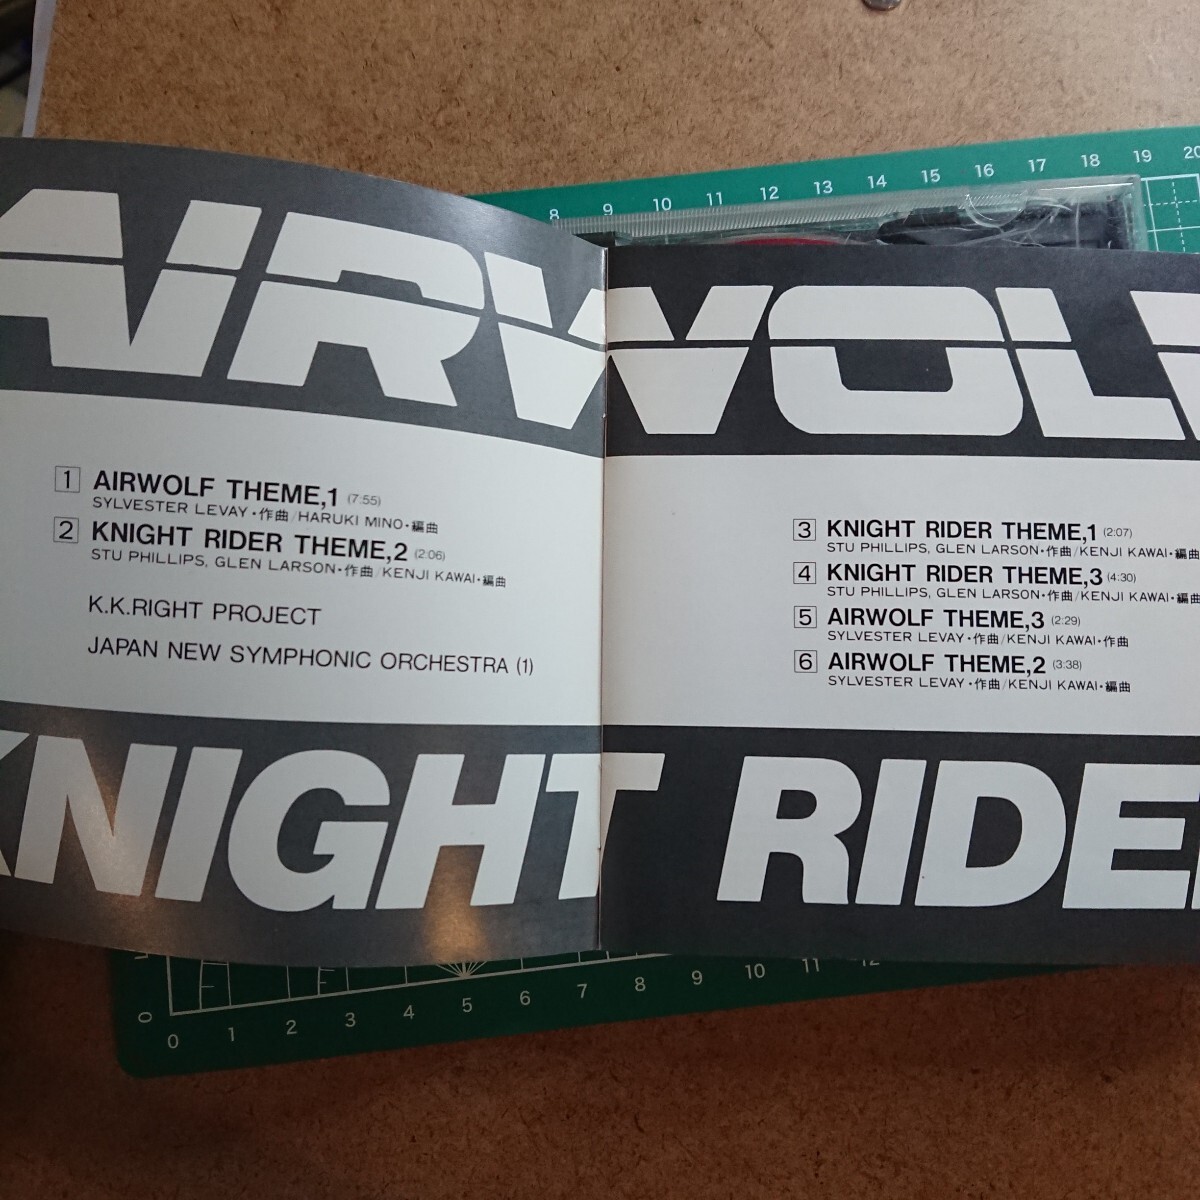 AIRWOLF
1 AIRWOLF THEME,1 (7:55)
SYLVESTER LEVAY・作曲/HARUKI MINO・編曲
2 KNIGHT RIDER THEME,2 (2:06)
STU PHILLIPS, GLEN LARSON・作曲/KENJI KAWAI・編曲
K.K.RIGHT PROJECT
JAPAN NEW SYMPHONIC ORCHESTRA (1)
3 KNIGHT RIDER THEME,1 (2:07)
STU PHILLIPS, GLEN LARSON・作曲/KENJI KAWAI・編曲
4 KNIGHT RIDER THEME,3 (4:30)
STU PHILLIPS, GLEN LARSON・作曲/KENJI KAWAI・編曲
5 AIRWOLF THEME,3 (2:29)
SYLVESTER LEVAY・作曲/KENJI KAWAI・作曲
6 AIRWOLF THEME,2 (3:38)
SYLVESTER LEVAY・作曲/KENJI KAWAI・編曲
KNIGHT RIDER
8 9 10 11 12 13 14 15 16 17 18 19 20
0 0 1 2 3 4 5 6 7 8 9 10 11 12